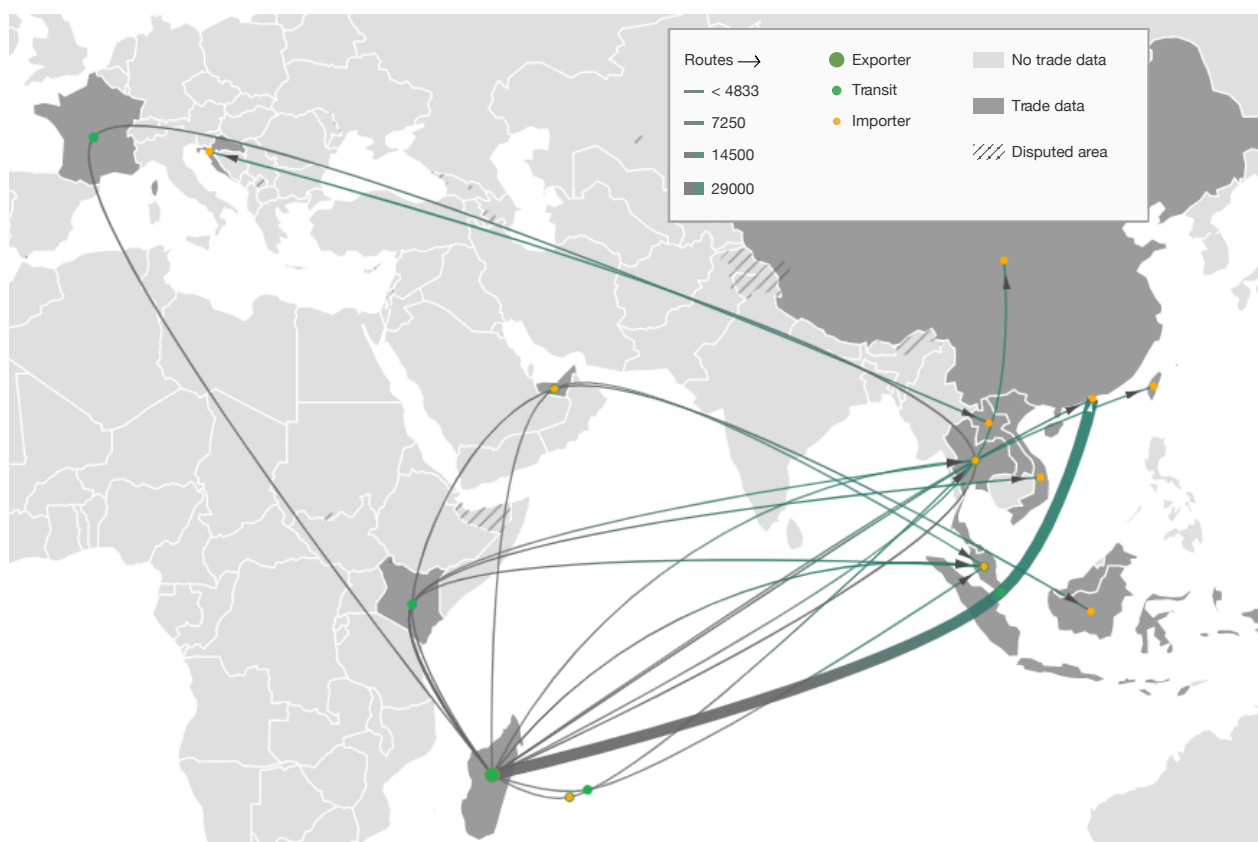 Routes → Exporter No trade data
< 4833 Transit
7250 Importer Trade data
14500 Disputed area
29000